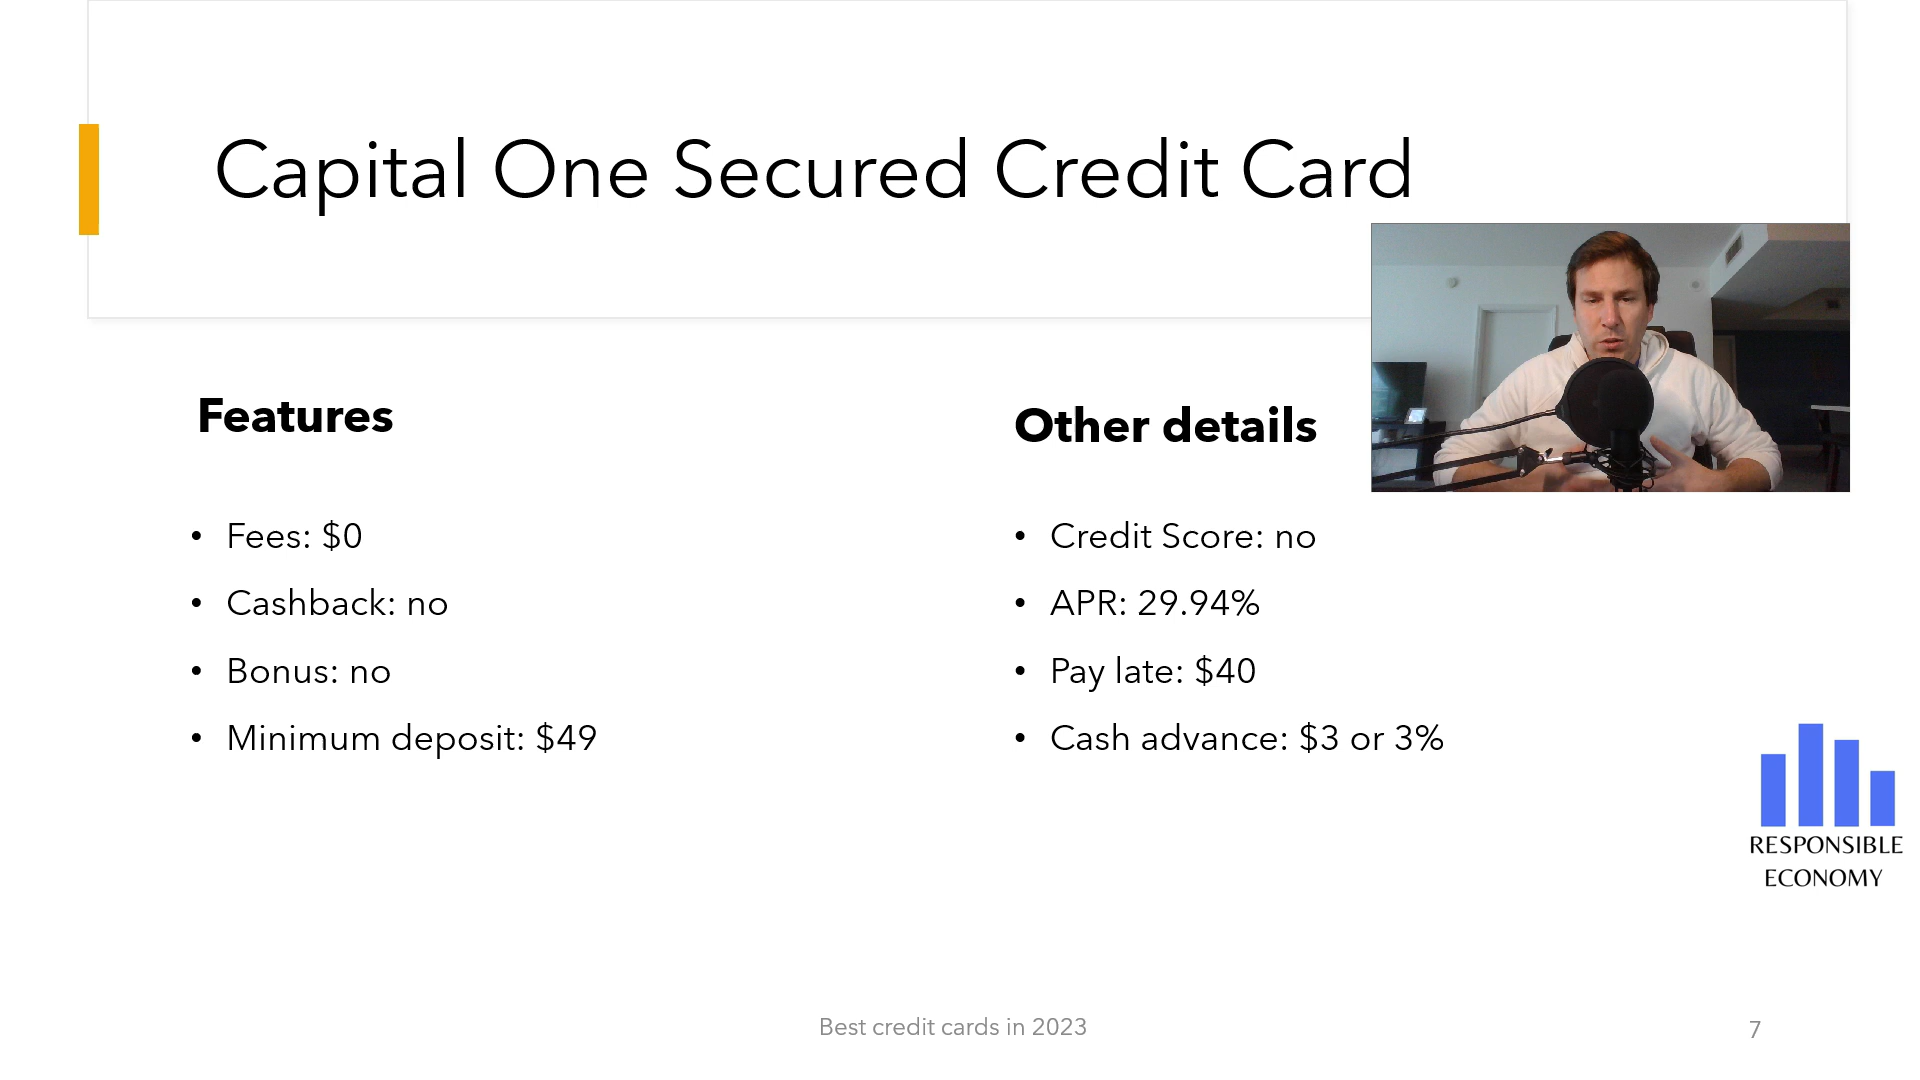 Capital One Secured Credit Card
Features
• Fees: $0
• Cashback: no
• Bonus: no
• Minimum deposit: $49
Other details
• Credit Score: no
• APR: 29.94%
• Pay late: $40
• Cash advance: $3 or 3%
RESPONSIBLE
ECONOMY
Best credit cards in 2023
7